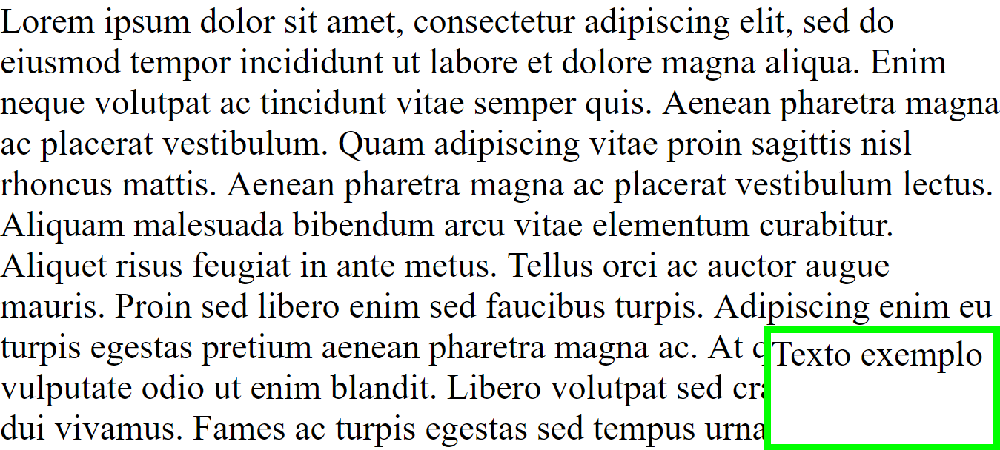 Lorem ipsum dolor sit amet, consectetur adipiscing elit, sed do
eiusmod tempor incididunt ut labore et dolore magna aliqua. Enim
neque volutpat ac tincidunt vitae semper quis. Aenean pharetra magna
ac placerat vestibulum. Quam adipiscing vitae proin sagittis nisl
rhoncus mattis. Aenean pharetra magna ac placerat vestibulum lectus.
Aliquam malesuada bibendum arcu vitae elementum curabitur.
Aliquet risus feugiat in ante metus. Tellus orci ac auctor augue
mauris. Proin sed libero enim sed faucibus turpis. Adipiscing enim eu
turpis egestas pretium aenean pharetra magna ac. At
vulputate odio ut enim blandit. Libero volutpat sed
dui vivamus. Fames ac turpis egestas sed tempus urna
Texto exemplo